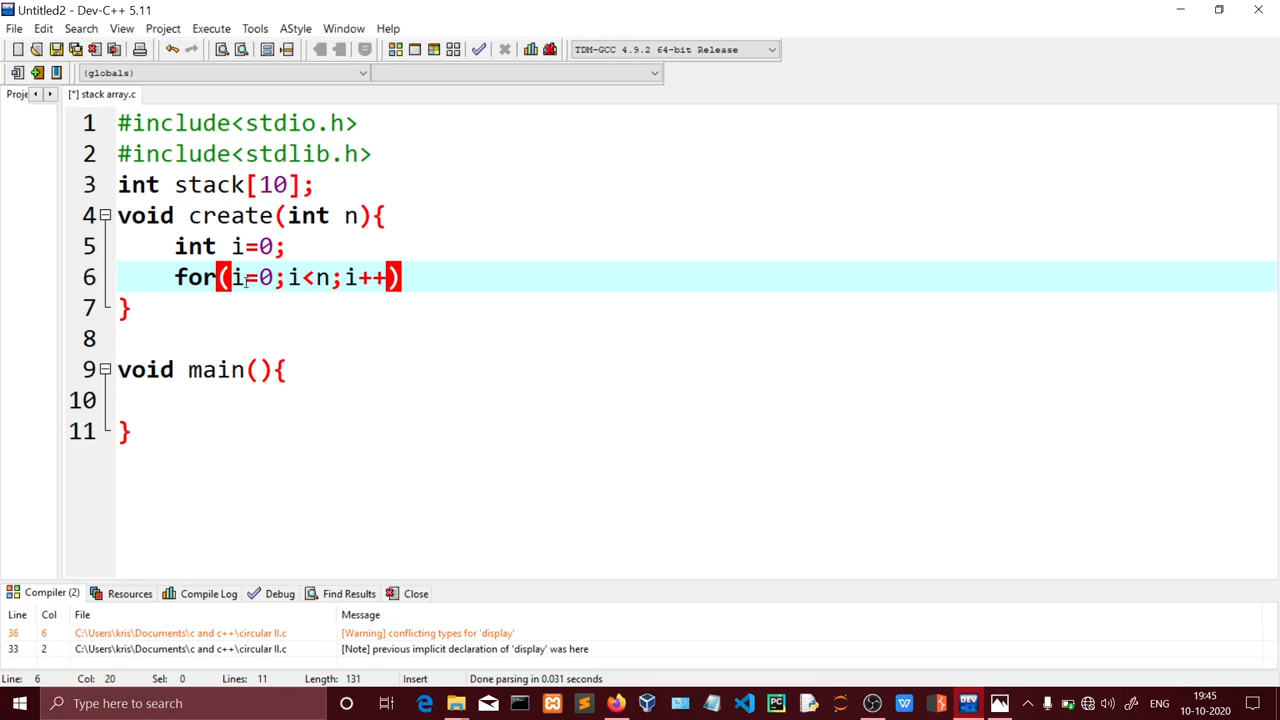 Untitled2 - Dev-C++ 5.11
File Edit Search View Project Execute Tools AStyle Window Help
TDM-GCC 4.9.2 64-bit Release
(globals)
Proje [*] stack array.c
1 #include<stdio.h>
2 #include<stdlib.h>
3 int stack[10];
4 void create(int n){
5 int i=0;
6 for(i=0;i<n;i++)
7 }
8
9 void main(){
10
11 }
Compiler (2) Resources Compile Log Debug Find Results Close
Line Col File Message
36 6 C:\Users\kris\Documents\c and c++\circular ll.c [Warning] conflicting types for 'display'
33 2 C:\Users\kris\Documents\c and c++\circular ll.c [Note] previous implicit declaration of 'display' was here
Line: 6 Col: 20 Sel: 0 Lines: 11 Length: 131 Insert Done parsing in 0.031 seconds
Type here to search
DEV
ENG
19:45
10-10-2020